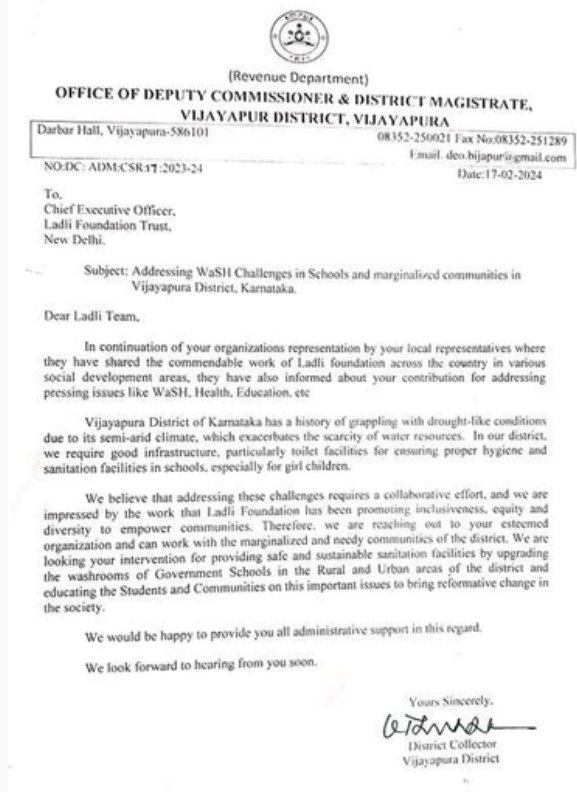 (Revenue Department)
OFFICE OF DEPUTY COMMISSIONER & DISTRICT MAGISTRATE,
VIJAYAPUR DISTRICT, VIJAYAPURA
Darbar Hall, Vijayapura-586101
08352-250021 Fax No:08352-251289
Email. deo.bijapur@gmail.com
NO:DC: ADM:CSR:17:2023-24
Date:17-02-2024
To,
Chief Executive Officer,
Ladli Foundation Trust,
New Delhi.
Subject: Addressing WaSH Challenges in Schools and marginalized communities in
Vijayapura District, Karnataka.
Dear Ladli Team,
In continuation of your organizations representation by your local representatives where
they have shared the commendable work of Ladli foundation across the country in various
social development areas, they have also informed about your contribution for addressing
pressing issues like WaSH, Health, Education, etc
Vijayapura District of Karnataka has a history of grappling with drought-like conditions
due to its semi-arid climate, which exacerbates the scarcity of water resources. In our district,
we require good infrastructure, particularly toilet facilities for ensuring proper hygiene and
sanitation facilities in schools, especially for girl children.
We believe that addressing these challenges requires a collaborative effort, and we are
impressed by the work that Ladli Foundation has been promoting inclusiveness, equity and
diversity to empower communities. Therefore, we are reaching out to your esteemed
organization and can work with the marginalized and needy communities of the district. We are
looking your intervention for providing safe and sustainable sanitation facilities by upgrading
the washrooms of Government Schools in the Rural and Urban areas of the district and
educating the Students and Communities on this important issues to bring reformative change in
the society.
We would be happy to provide you all administrative support in this regard.
We look forward to hearing from you soon.
Yours Sincerely,
District Collector
Vijayapura District